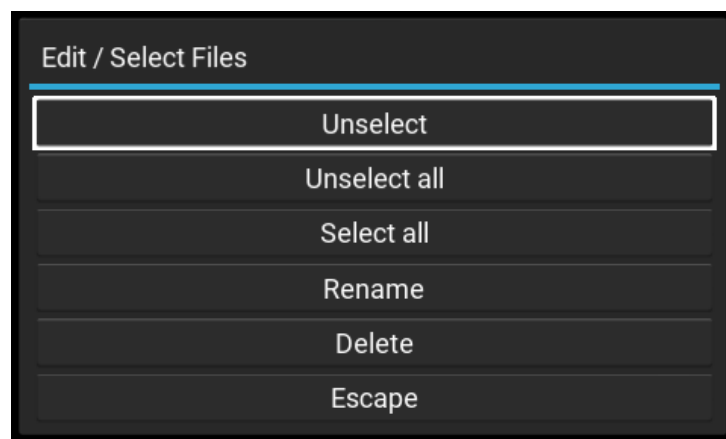 Edit / Select Files
Unselect
Unselect all
Select all
Rename
Delete
Escape